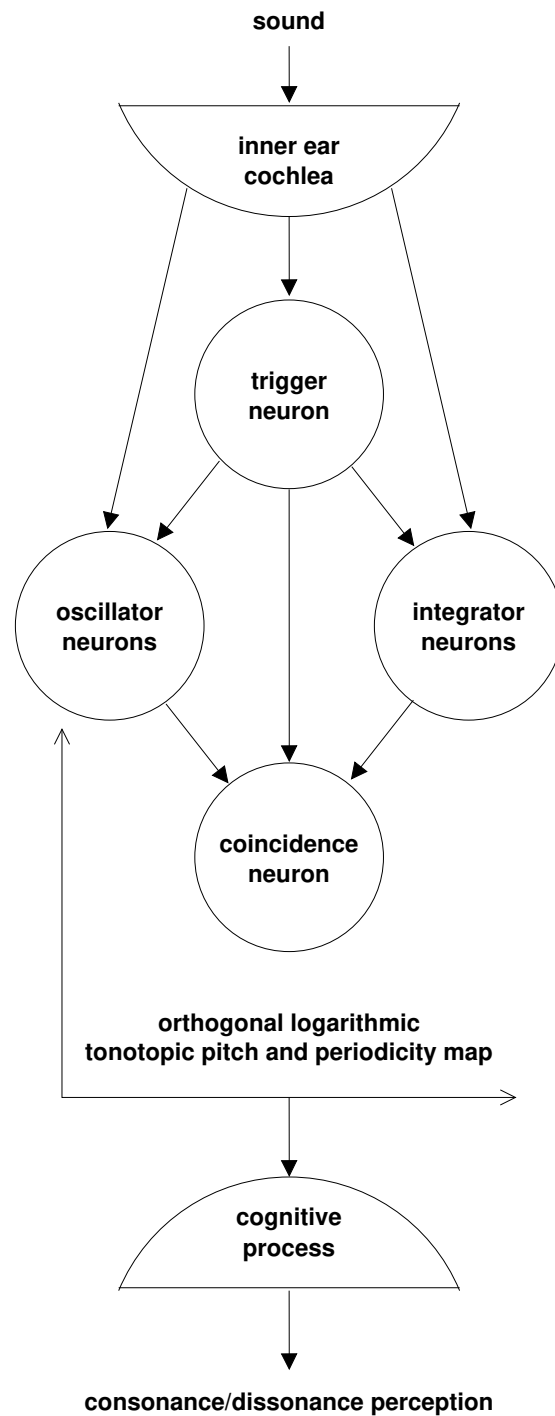 sound
inner ear
cochlea
trigger
neuron
oscillator
neurons
integrator
neurons
coincidence
neuron
orthogonal logarithmic
tonotopic pitch and periodicity map
cognitive
process
consonance/dissonance perception